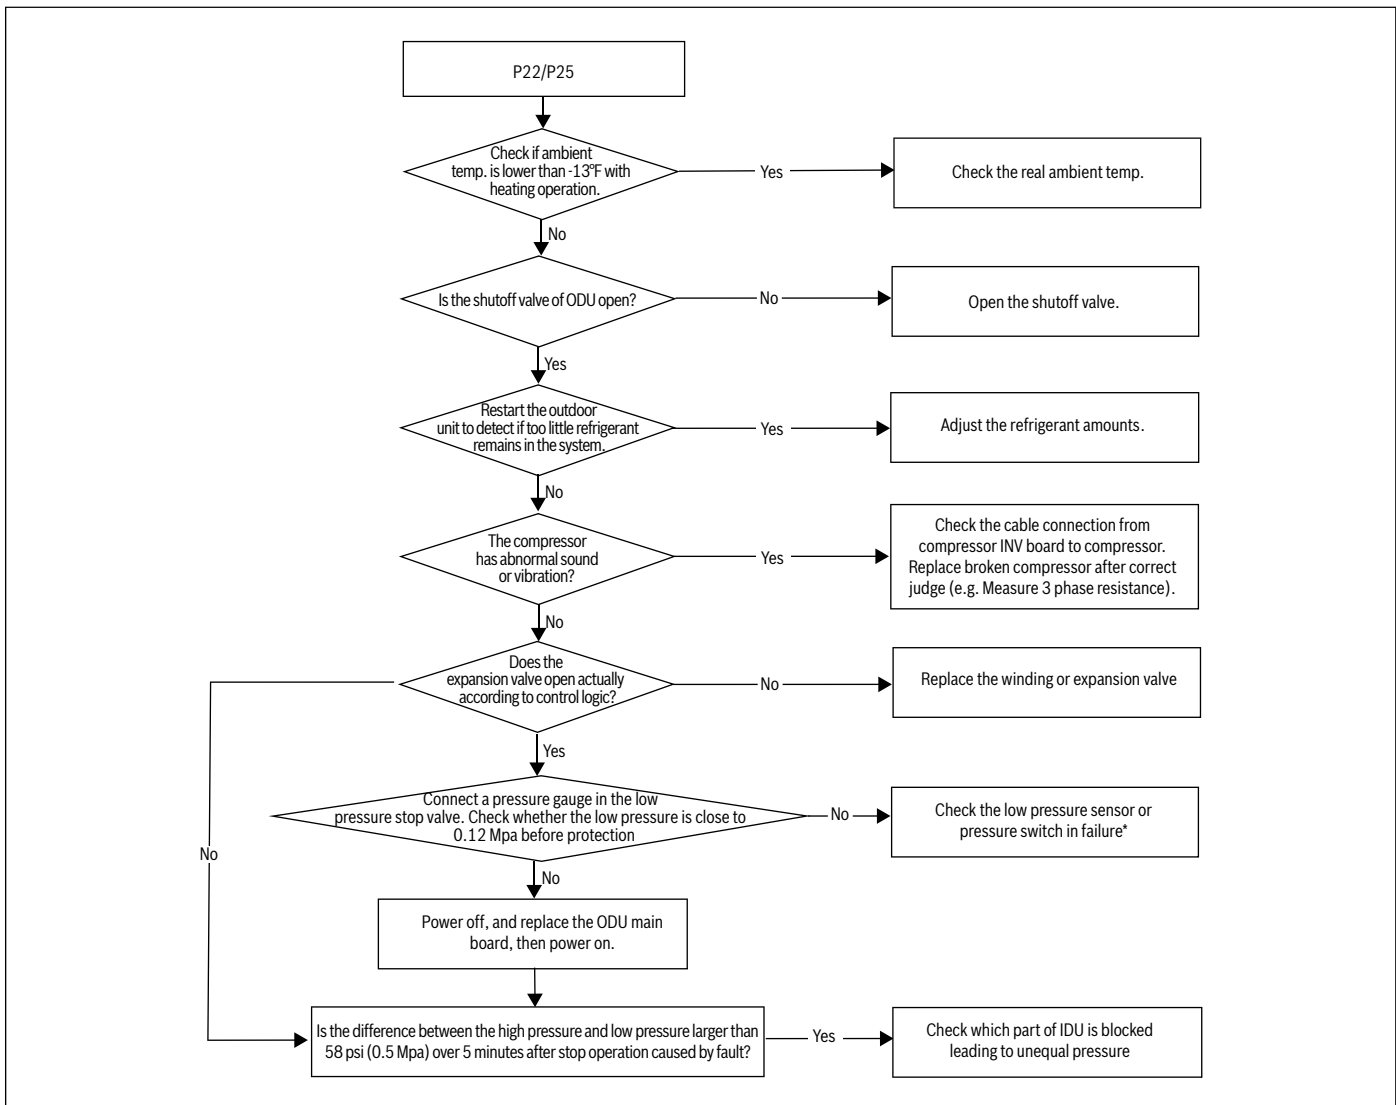 P22/P25
Check if ambient
temp. is lower than -13°F with
heating operation.
Yes
Check the real ambient temp.
No
Is the shutoff valve of ODU open?
No
Open the shutoff valve.
Yes
Restart the outdoor
unit to detect if too little refrigerant
remains in the system.
Yes
Adjust the refrigerant amounts.
No
The compressor
has abnormal sound
or vibration?
Yes
Check the cable connection from
compressor INV board to compressor.
Replace broken compressor after correct
judge (e.g. Measure 3 phase resistance).
No
Does the
expansion valve open actually
according to control logic?
No
Replace the winding or expansion valve
Yes
Connect a pressure gauge in the low
pressure stop valve. Check whether the low pressure is close to
0.12 Mpa before protection
No
Check the low pressure sensor or
pressure switch in failure*
No
No
Power off, and replace the ODU main
board, then power on.
Is the difference between the high pressure and low pressure larger than
58 psi (0.5 Mpa) over 5 minutes after stop operation caused by fault?
Yes
Check which part of IDU is blocked
leading to unequal pressure